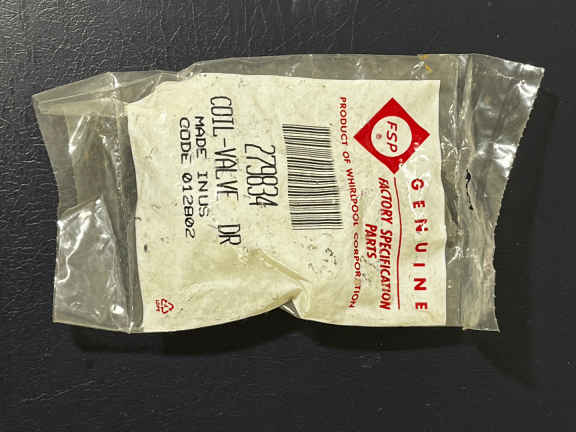 FSP
®
GENUINE
FACTORY SPECIFICATION
PARTS
PRODUCT OF WHIRLPOOL CORPORATION
279834
COIL-VALVE DR
MADE IN US
CODE 012802